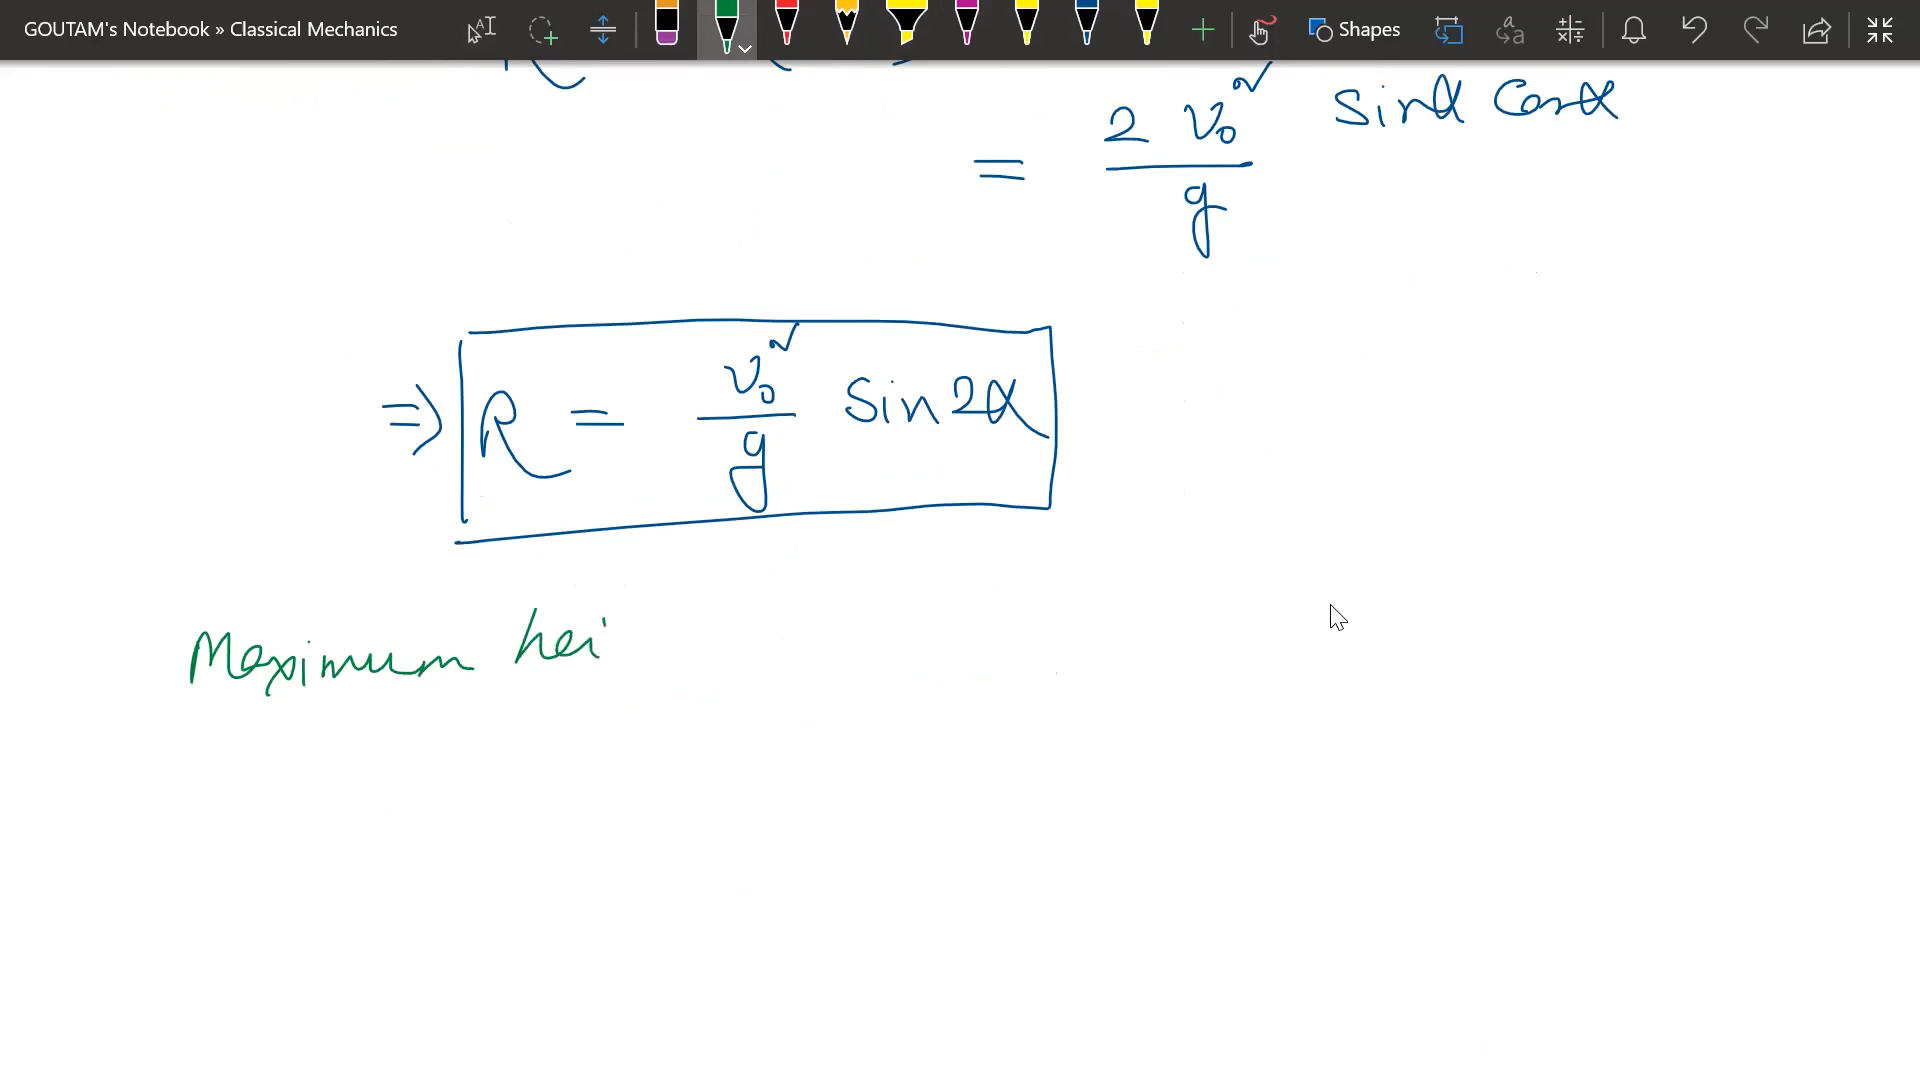 GOUTAM's Notebook » Classical Mechanics
Shapes
= 2 v₀² / g sinα cosα
⇒ R = v₀² / g sin2α
Maximum hei